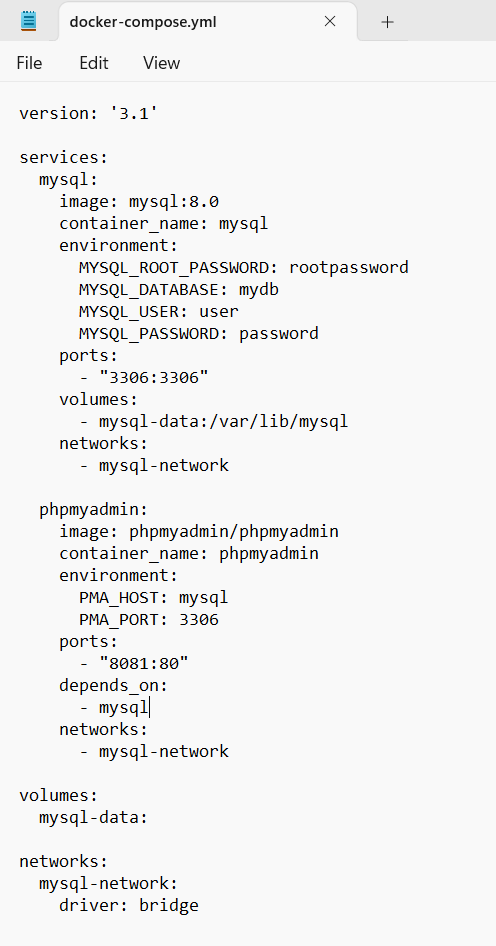 docker-compose.yml
File Edit View
version: '3.1'
services:
mysql:
image: mysql:8.0
container_name: mysql
environment:
MYSQL_ROOT_PASSWORD: rootpassword
MYSQL_DATABASE: mydb
MYSQL_USER: user
MYSQL_PASSWORD: password
ports:
- "3306:3306"
volumes:
- mysql-data:/var/lib/mysql
networks:
- mysql-network
phpmyadmin:
image: phpmyadmin/phpmyadmin
container_name: phpmyadmin
environment:
PMA_HOST: mysql
PMA_PORT: 3306
ports:
- "8081:80"
depends_on:
- mysql
networks:
- mysql-network
volumes:
mysql-data:
networks:
mysql-network:
driver: bridge